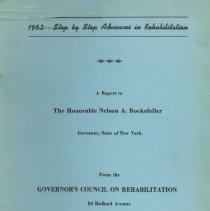 1962---Step by Step Advances in Rehabilitation
A Report to
The Honorable Nelson A. Rockefeller
Governor, State of New York
From the
GOVERNOR'S COUNCIL ON REHABILITATION
84 Holland Avenue